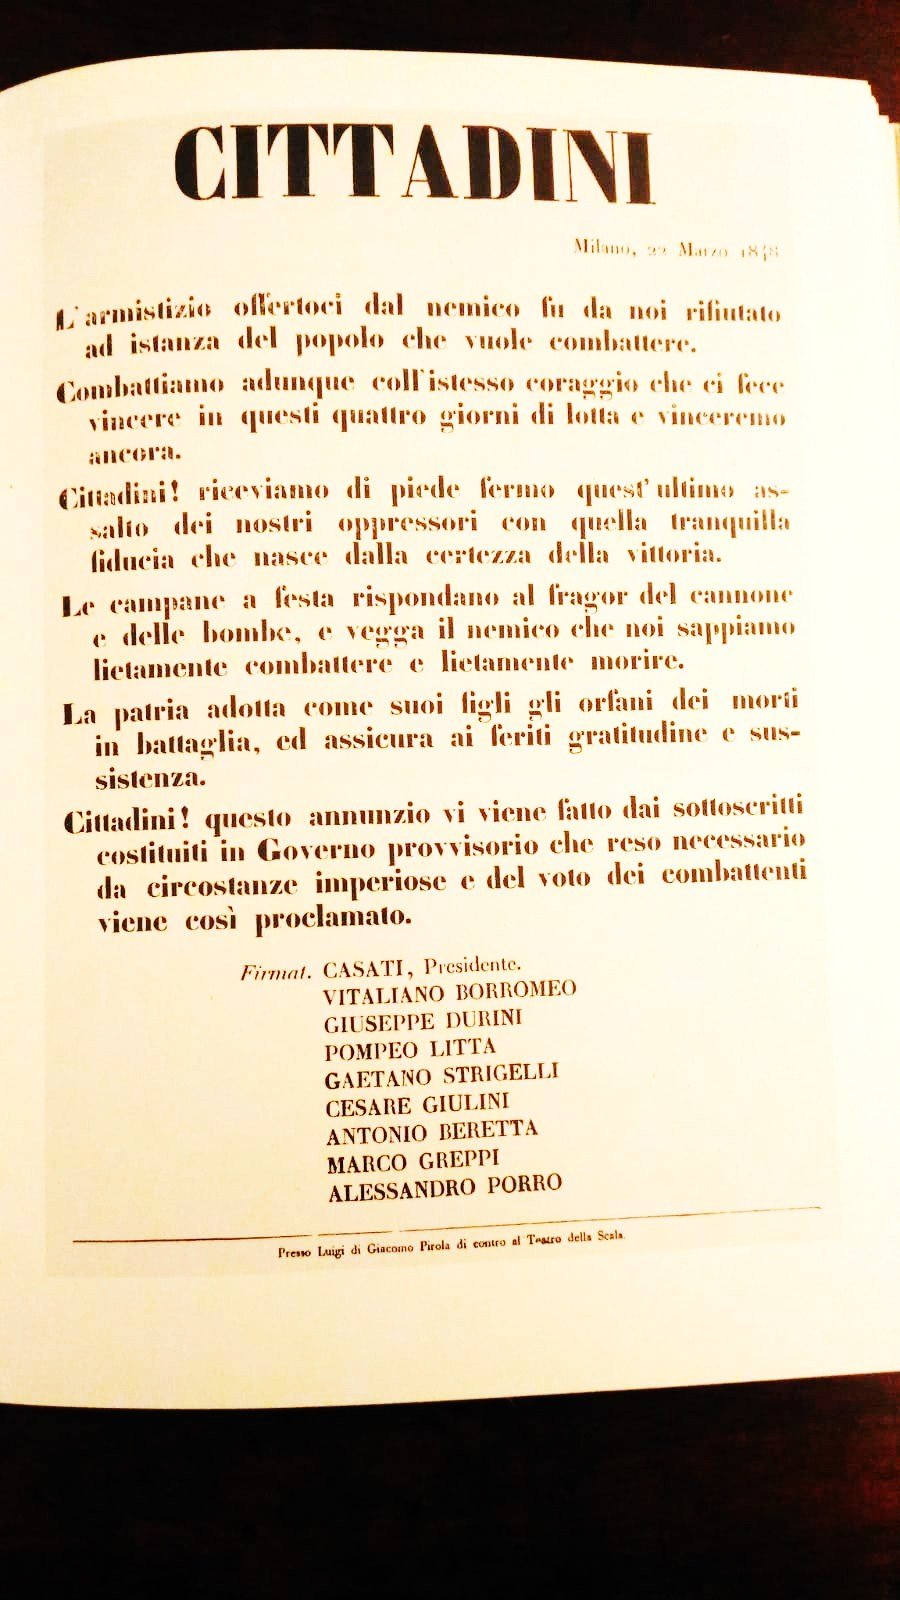 CITTADINI
Milano, 22 Marzo 1848
L'armistizio offertoci dal nemico fu da noi rifiutato
ad istanza del popolo che vuole combattere.
Combattiamo adunque coll'istesso coraggio che ci fece
vincere in questi quattro giorni di lotta e vinceremo
ancora.
Cittadini! riceviamo di piede fermo quest'ultimo as-
salto dei nostri oppressori con quella tranquilla
fiducia che nasce dalla certezza della vittoria.
Le campane a festa rispondano al fragor del cannone
e delle bombe, e vegga il nemico che noi sappiamo
lietamente combattere e lietamente morire.
La patria adotta come suoi figli gli orfani dei morti
in battaglia, ed assicura ai feriti gratitudine e sus-
sistenza.
Cittadini! questo annunzio vi viene fatto dai sottoscritti
costituiti in Governo provvisorio che reso necessario
da circostanze imperiose e del voto dei combattenti
viene così proclamato.
Firmat. CASATI, Presidente.
VITALIANO BORROMEO
GIUSEPPE DURINI
POMPEO LITTA
GAETANO STRIGELLI
CESARE GIULINI
ANTONIO BERETTA
MARCO GREPPI
ALESSANDRO PORRO
Presso Luigi di Giacomo Pirola di contro al Teatro della Scala.